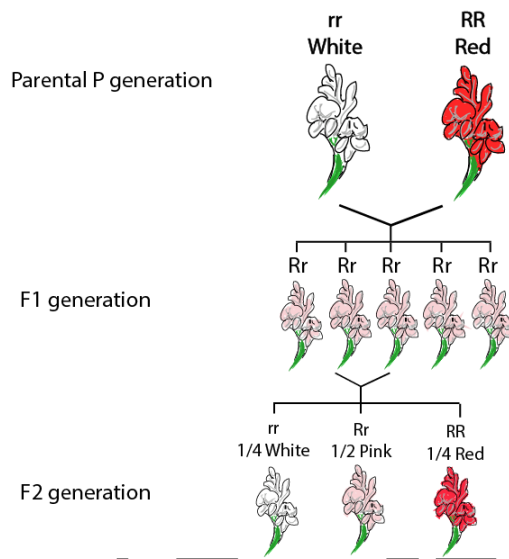 rr RR
White Red
Parental P generation
Rr Rr Rr Rr Rr
F1 generation
rr Rr RR
1/4 White 1/2 Pink 1/4 Red
F2 generation